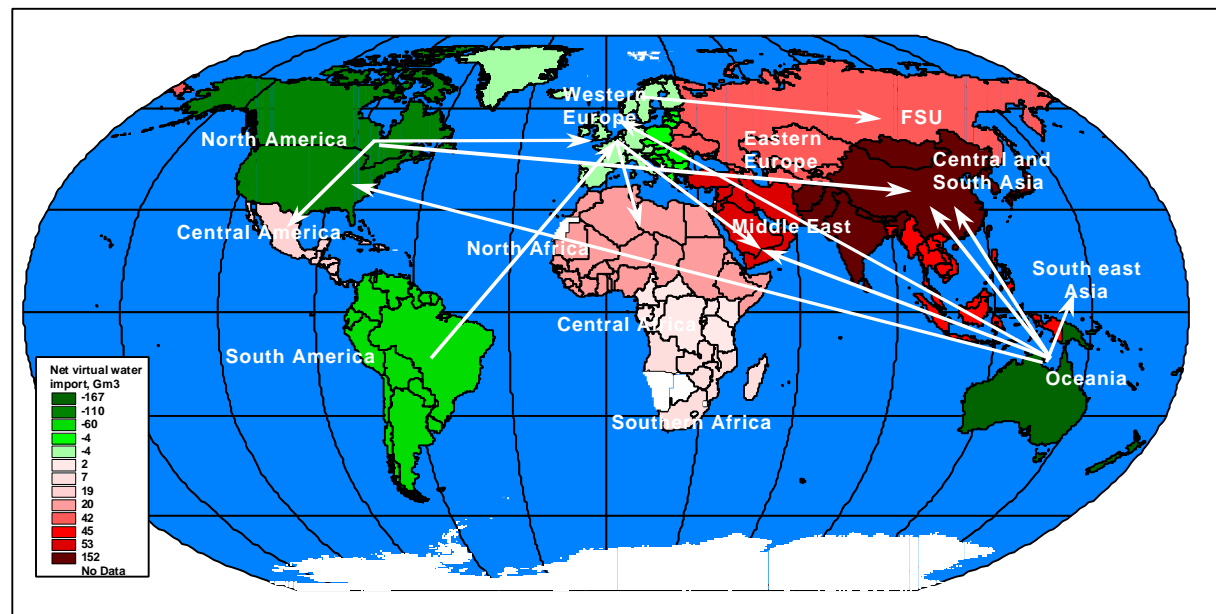 Western
Europe
North America
FSU
Eastern
Europe
Central and
South Asia
Central America
North Africa
Middle East
South east
Asia
Central Africa
South America
Oceania
Southern Africa
Net virtual water
import, Gm3
-167
-110
-60
-4
-4
2
7
19
20
42
45
53
152
No Data